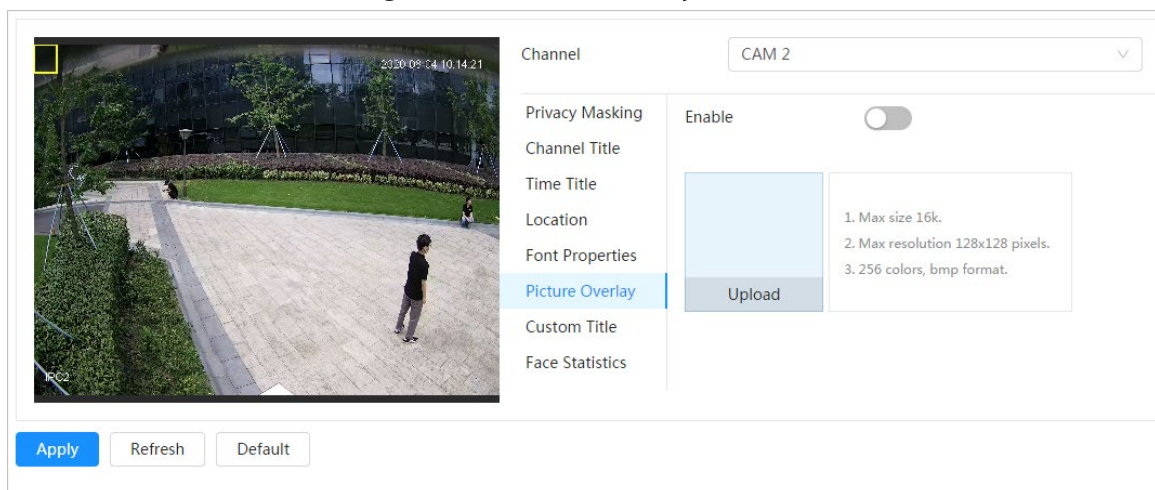 2020-09-04 10:14:21
IPC2
Channel
CAM 2
Privacy Masking
Channel Title
Time Title
Location
Font Properties
Picture Overlay
Custom Title
Face Statistics
Enable
Upload
1. Max size 16k.
2. Max resolution 128x128 pixels.
3. 256 colors, bmp format.
Apply
Refresh
Default